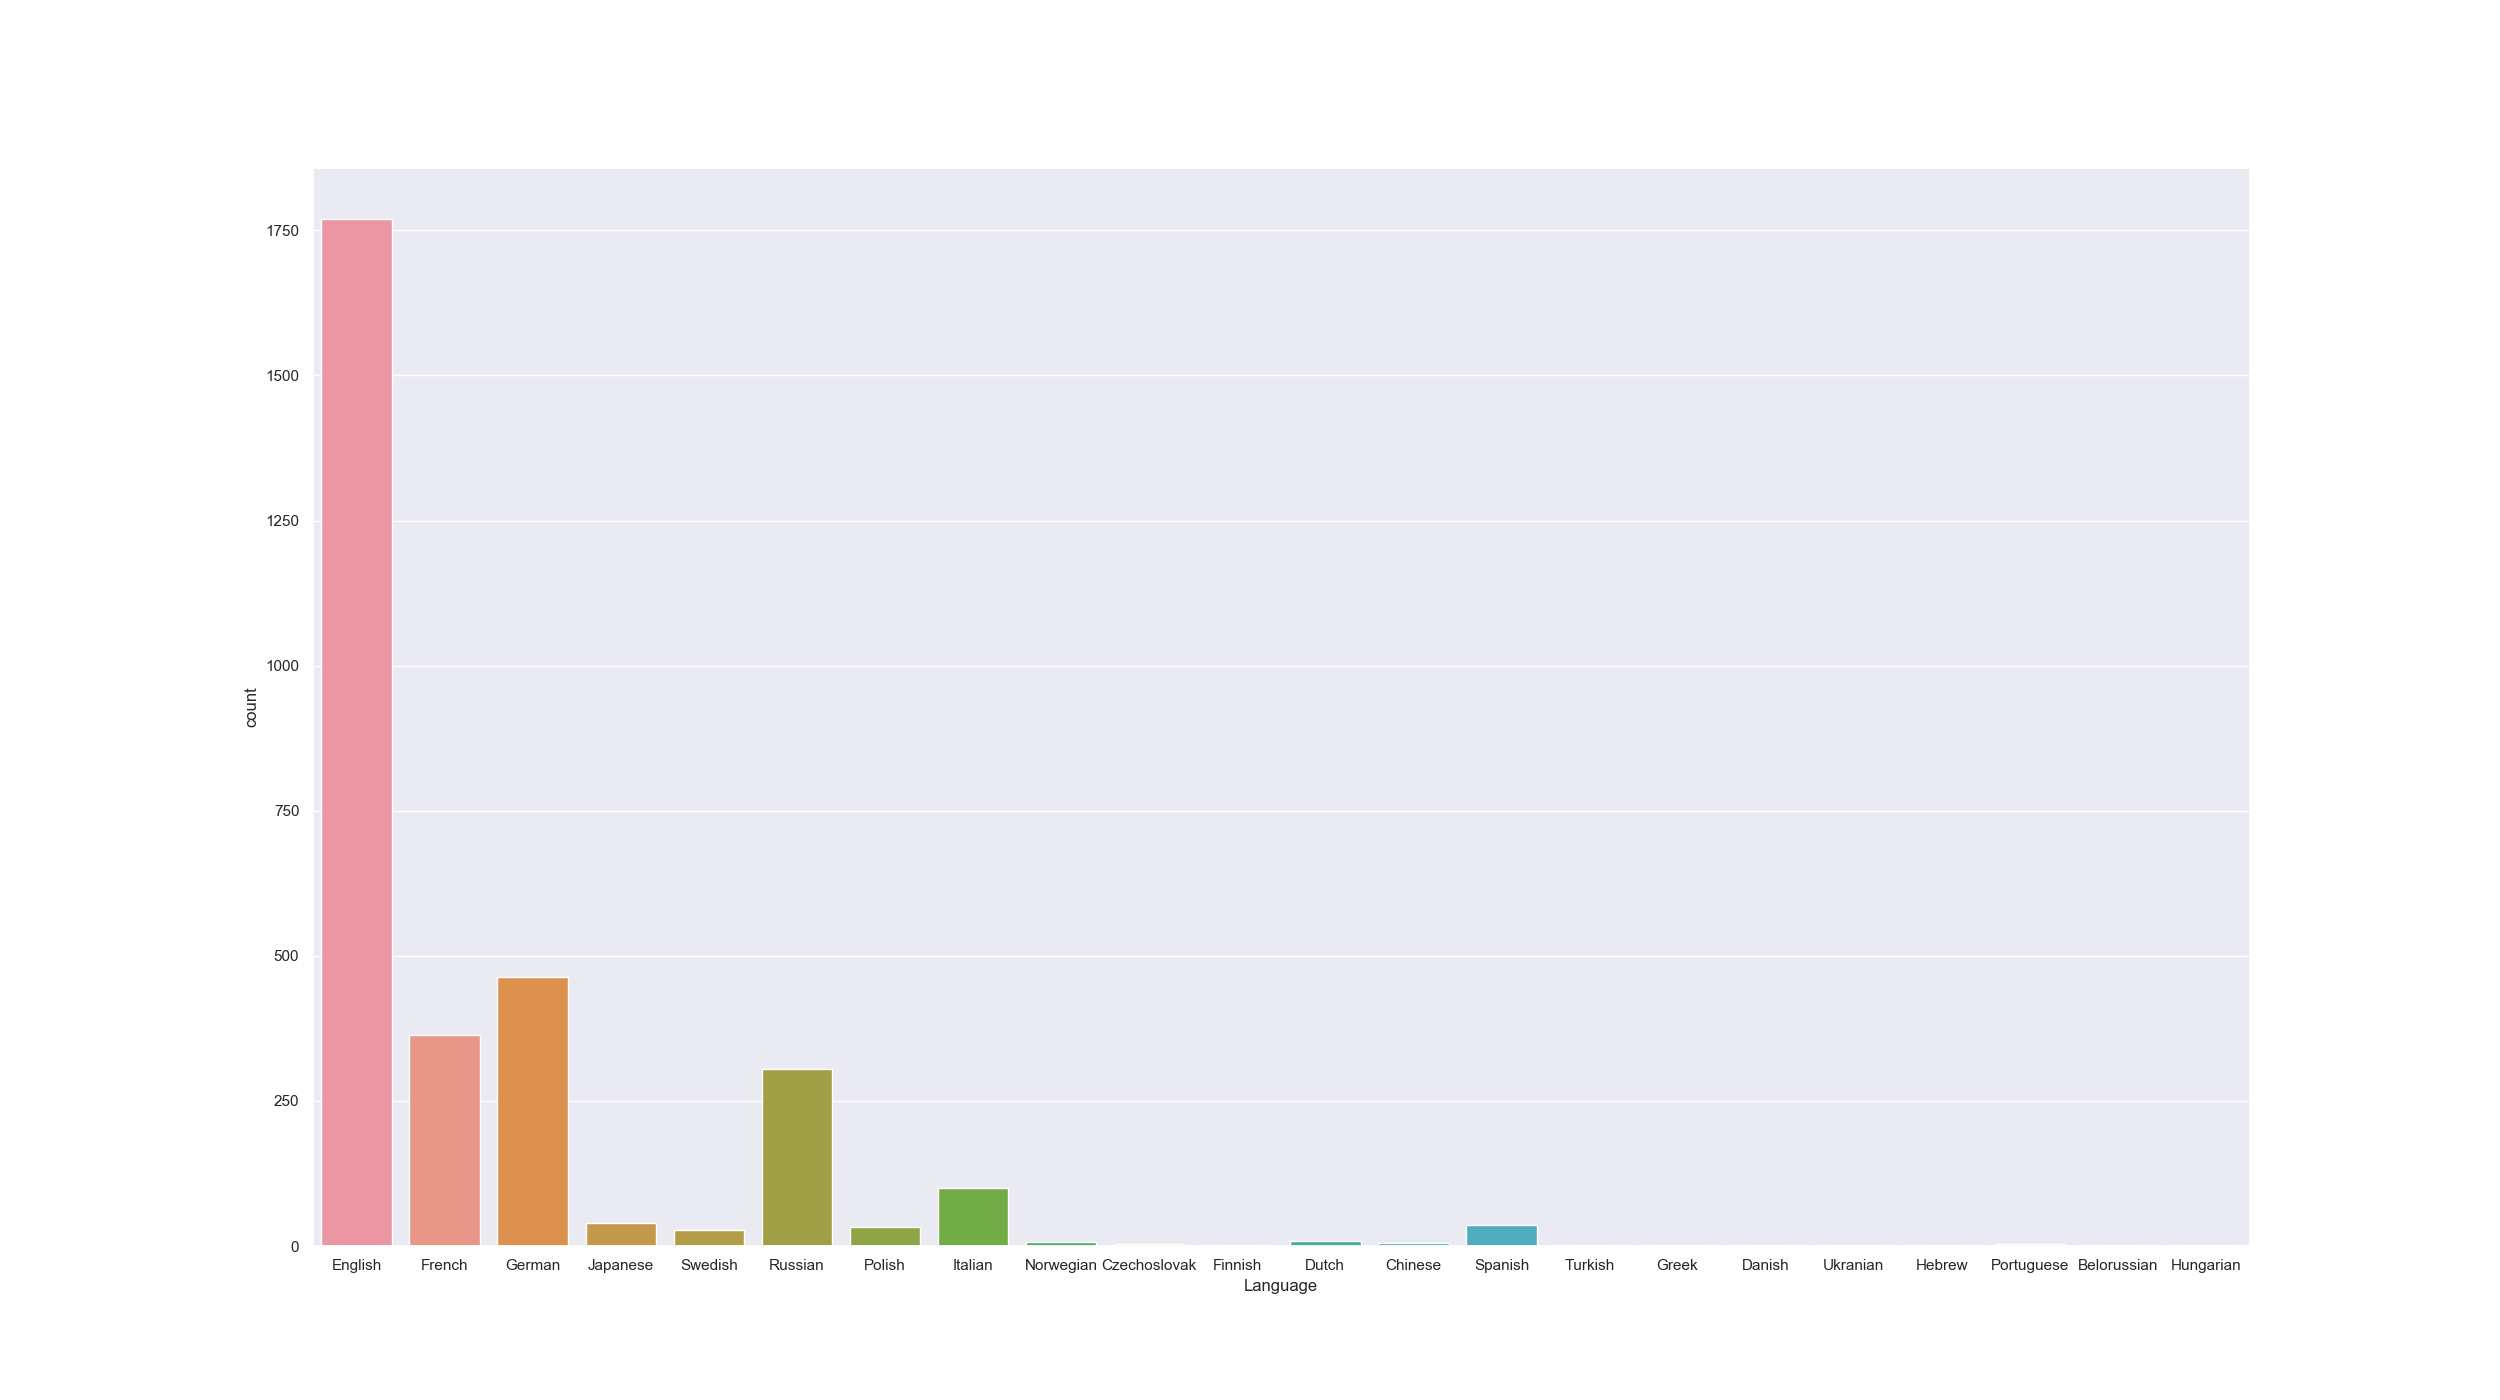 1750
1500
1250
1000
750
500
250
0
count
English French German Japanese Swedish Russian Polish Italian Norwegian Czechoslovak Finnish Dutch Chinese Spanish Turkish Greek Danish Ukranian Hebrew Portuguese Belorussian Hungarian
Language